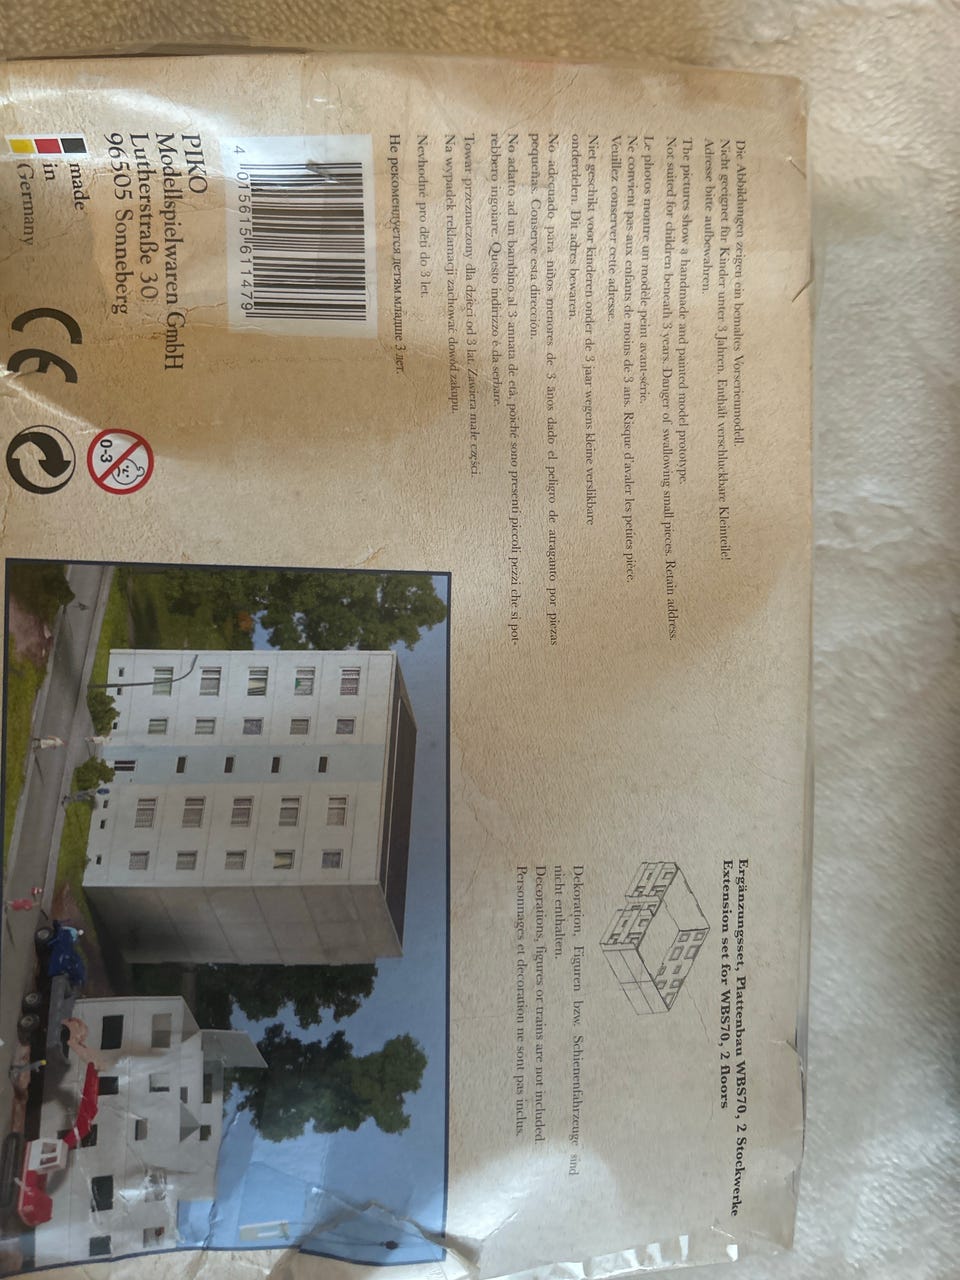 Die Abbildungen zeigen ein bemaltes Vorserienmodell.
Nicht geeignet für Kinder unter 3 Jahren. Enthält verschluckbare Kleinteile!
Adresse bitte aufbewahren.
The pictures show a handmade and painted model prototype.
Not suited for children beneath 3 years. Danger of swallowing small pieces. Retain address.
Le photos montre un modèle peint avant-série.
Ne convient pas aux enfants de moins de 3 ans. Risque d'avaler les petites pièce.
Veuillez conserver cette adresse.
Niet geschikt voor kinderen onder de 3 jaar wegens kleine verslikbare
onderdelen. Dit adres bewaren.
No adequado para niños menores de 3 ãnos dado el peligro de atraganto por piezas
pequeñas. Conserve esta dirección.
No adatto ad un bambino al 3 annata de età, poiché sono presenti piccoli pezzi che si pot-
rebbero ingoiare. Questo indirizzo è da serbare.
Towar przeznaczony dla dzieci od 3 lat. Zawiera małe części.
Na wypadek reklamacji zachować dowód zakupu.
Nevhodné pro děti do 3 let.
Не рекомендуется детям младше 3 лет.
4 015615 611479
PIKO
Modellspielwaren GmbH
Lutherstraße 30
96505 Sonneberg
made
in
Germany
CE
0-3
Ergänzungsset, Plattenbau WBS70, 2 Stockwerke
Extension set for WBS70, 2 floors
Dekoration, Figuren bzw. Schienenfahrzeuge sind
nicht enthalten.
Decorations, figures or trains are not included.
Personnages et decoration ne sont pas inclus.